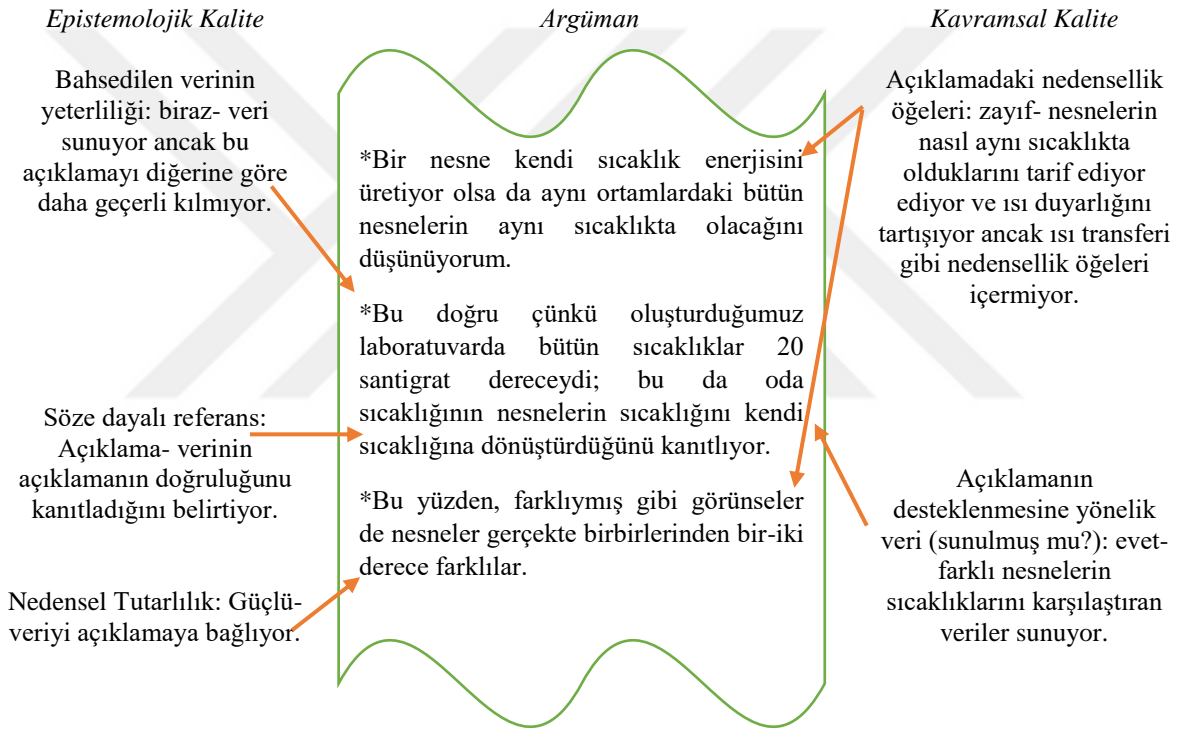 Epistemolojik Kalite
Bahsedilen verinin
yeterliliği: biraz- veri
sunuyor ancak bu
açıklamayı diğerine göre
daha geçerli kılmıyor.
Söze dayalı referans:
Açıklama- verinin
açıklamanın doğruluğunu
kanıtladığını belirtiyor.
Nedensel Tutarlılık: Güçlü-
veriyi açıklamaya bağlıyor.
Argüman
*Bir nesne kendi sıcaklık enerjisini
üretiyor olsa da aynı ortamlardaki bütün
nesnelerin aynı sıcaklıkta olacağını
düşünüyorum.
*Bu doğru çünkü oluşturduğumuz
laboratuvarda bütün sıcaklıklar 20
santigrat dereceydi; bu da oda
sıcaklığının nesnelerin sıcaklığını kendi
sıcaklığına dönüştürdüğünü kanıtlıyor.
*Bu yüzden, farklıymış gibi görünseler
de nesneler gerçekte birbirlerinden bir-iki
derece farklılar.
Kavramsal Kalite
Açıklamadaki nedensellik
öğeleri: zayıf- nesnelerin
nasıl aynı sıcaklıkta
olduklarını tarif ediyor
ediyor ve ısı duyarlığını
tartışıyor ancak ısı transferi
gibi nedensellik öğeleri
içermiyor.
Açıklamanın
desteklenmesine yönelik
veri (sunulmuş mu?): evet-
farklı nesnelerin
sıcaklıklarını karşılaştıran
veriler sunuyor.